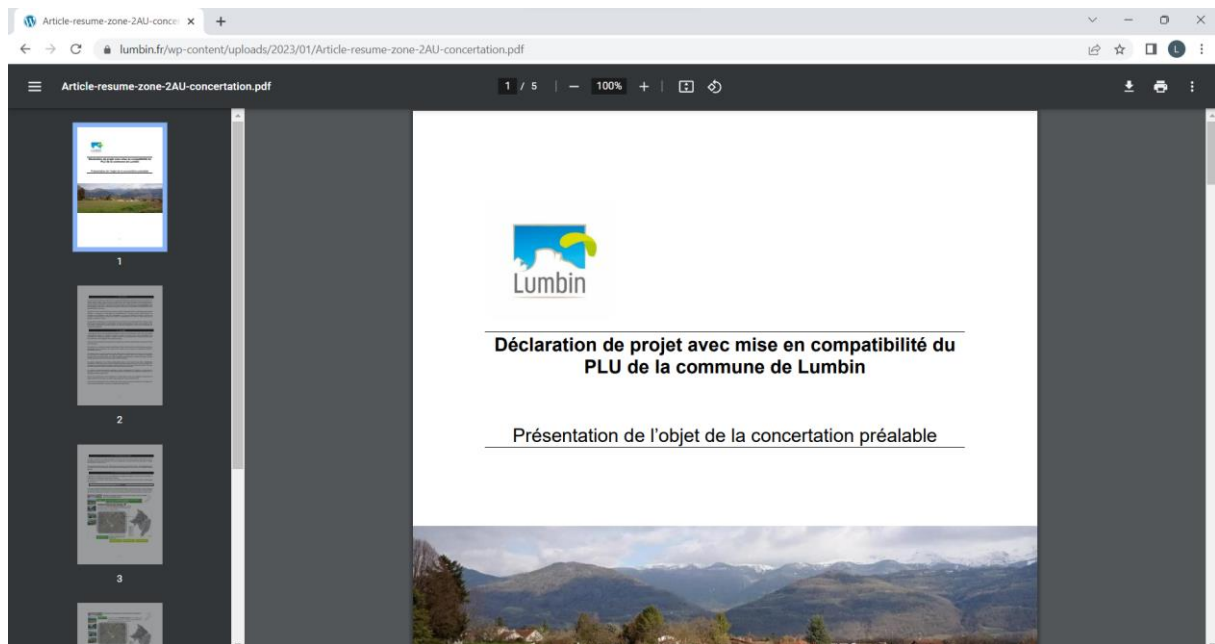 Article-resume-zone-2AU-concer
lumbin.fr/wp-content/uploads/2023/01/Article-resume-zone-2AU-concertation.pdf
L
Article-resume-zone-2AU-concertation.pdf
1 / 5
100%
1
2
3
Lumbin
Déclaration de projet avec mise en compatibilité du
PLU de la commune de Lumbin
Présentation de l’objet de la concertation préalable